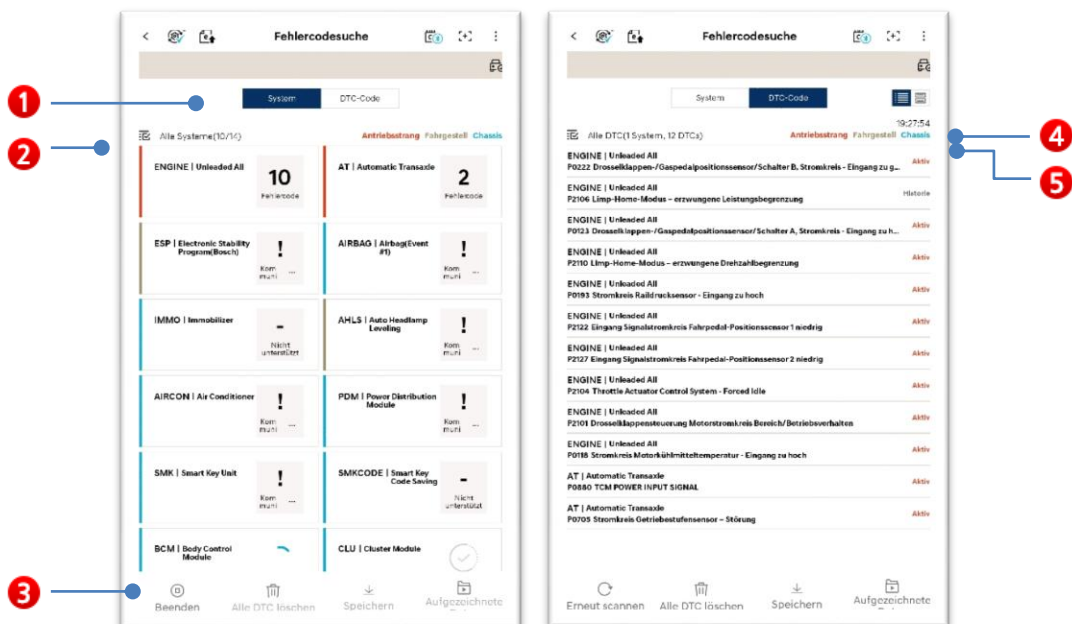 Fehlercodesuche
System
DTC-Code
Alle Systeme(10/14)
Antriebsstrang Fahrgestell Chassis
ENGINE | Unleaded All
10
Fehlercode
AT | Automatic Transaxle
2
Fehlercode
ESP | Electronic Stability
Program(Bosch)
!
Kom
muni ...
AIRBAG | Airbag(Event
#1)
!
Kom
muni ...
IMMO | Immobilizer
-
Nicht
unterstützt
AHLS | Auto Headlamp
Leveling
!
Kom
muni ...
AIRCON | Air Conditioner
!
Kom
muni ...
PDM | Power Distribution
Module
!
Kom
muni ...
SMK | Smart Key Unit
!
Kom
muni ...
SMKCODE | Smart Key
Code Saving
-
Nicht
unterstützt
BCM | Body Control
Module
CLU | Cluster Module
Beenden
Alle DTC löschen
Speichern
Aufgezeichnete
1
2
3
Fehlercodesuche
System
DTC-Code
19:27:54
Alle DTC(1 System, 12 DTCs)
Antriebsstrang Fahrgestell Chassis
ENGINE | Unleaded All
P0222 Drosselklappen-/Gaspedalpositionssensor/Schalter B, Stromkreis - Eingang zu g...
Aktiv
ENGINE | Unleaded All
P2106 Limp-Home-Modus – erzwungene Leistungsbegrenzung
Historie
ENGINE | Unleaded All
P0123 Drosselklappen-/Gaspedalpositionssensor/Schalter A, Stromkreis - Eingang zu h...
Aktiv
ENGINE | Unleaded All
P2110 Limp-Home-Modus – erzwungene Drehzahlbegrenzung
Aktiv
ENGINE | Unleaded All
P0193 Stromkreis Raildrucksensor - Eingang zu hoch
Aktiv
ENGINE | Unleaded All
P2122 Eingang Signalstromkreis Fahrpedal-Positionssensor 1 niedrig
Aktiv
ENGINE | Unleaded All
P2127 Eingang Signalstromkreis Fahrpedal-Positionssensor 2 niedrig
Aktiv
ENGINE | Unleaded All
P2104 Throttle Actuator Control System - Forced Idle
Aktiv
ENGINE | Unleaded All
P2101 Drosselklappensteuerung Motorstromkreis Bereich/Betriebsverhalten
Aktiv
ENGINE | Unleaded All
P0118 Stromkreis Motorkühlmitteltemperatur - Eingang zu hoch
Aktiv
AT | Automatic Transaxle
P0880 TCM POWER INPUT SIGNAL
Aktiv
AT | Automatic Transaxle
P0705 Stromkreis Getriebestufensensor – Störung
Aktiv
Erneut scannen
Alle DTC löschen
Speichern
Aufgezeichnete
4
5